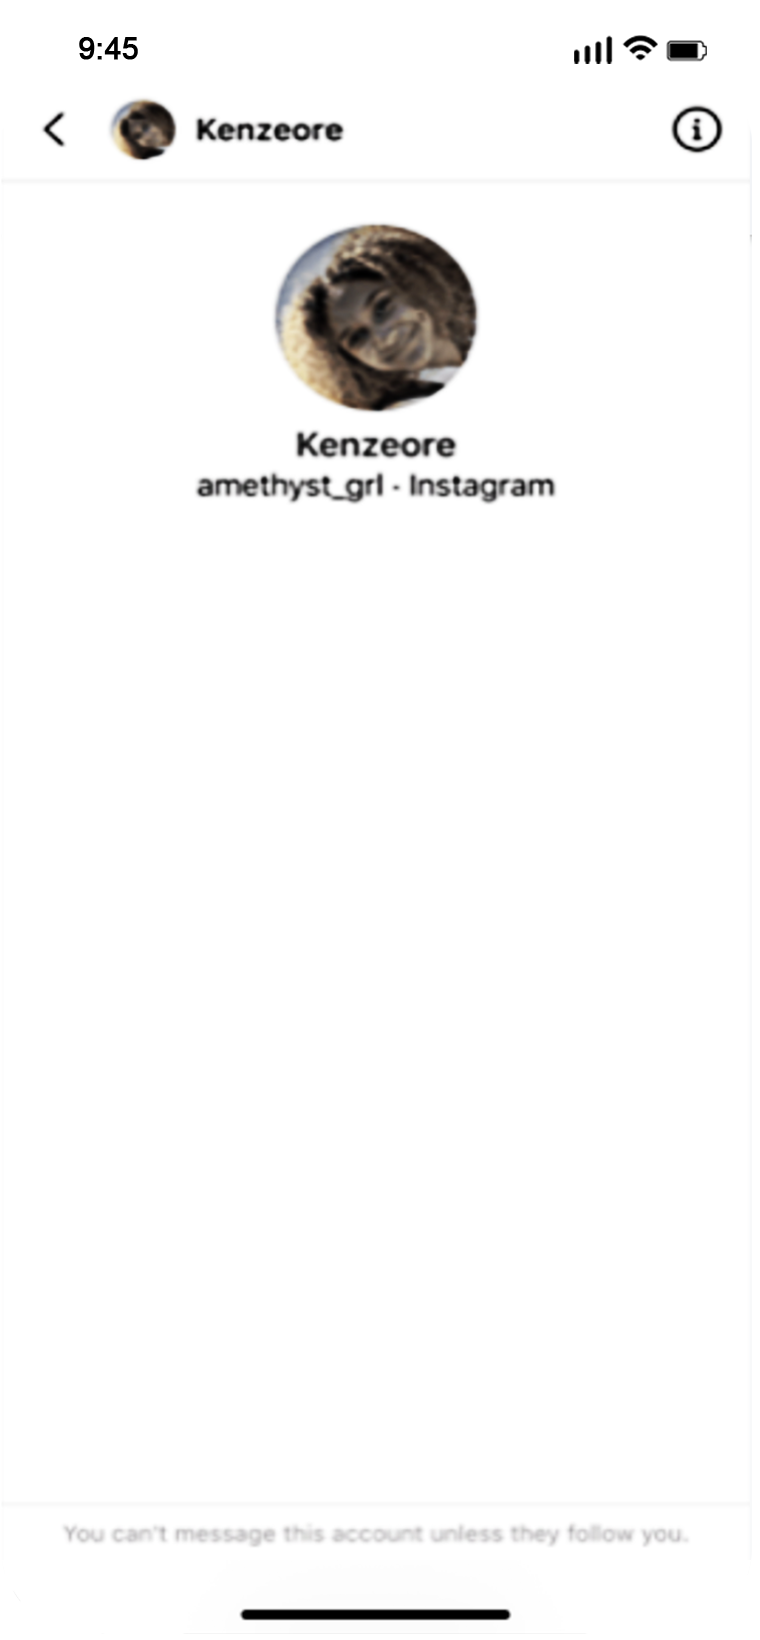 9:45
Kenzeore
Kenzeore
amethyst_grl · Instagram
You can't message this account unless they follow you.